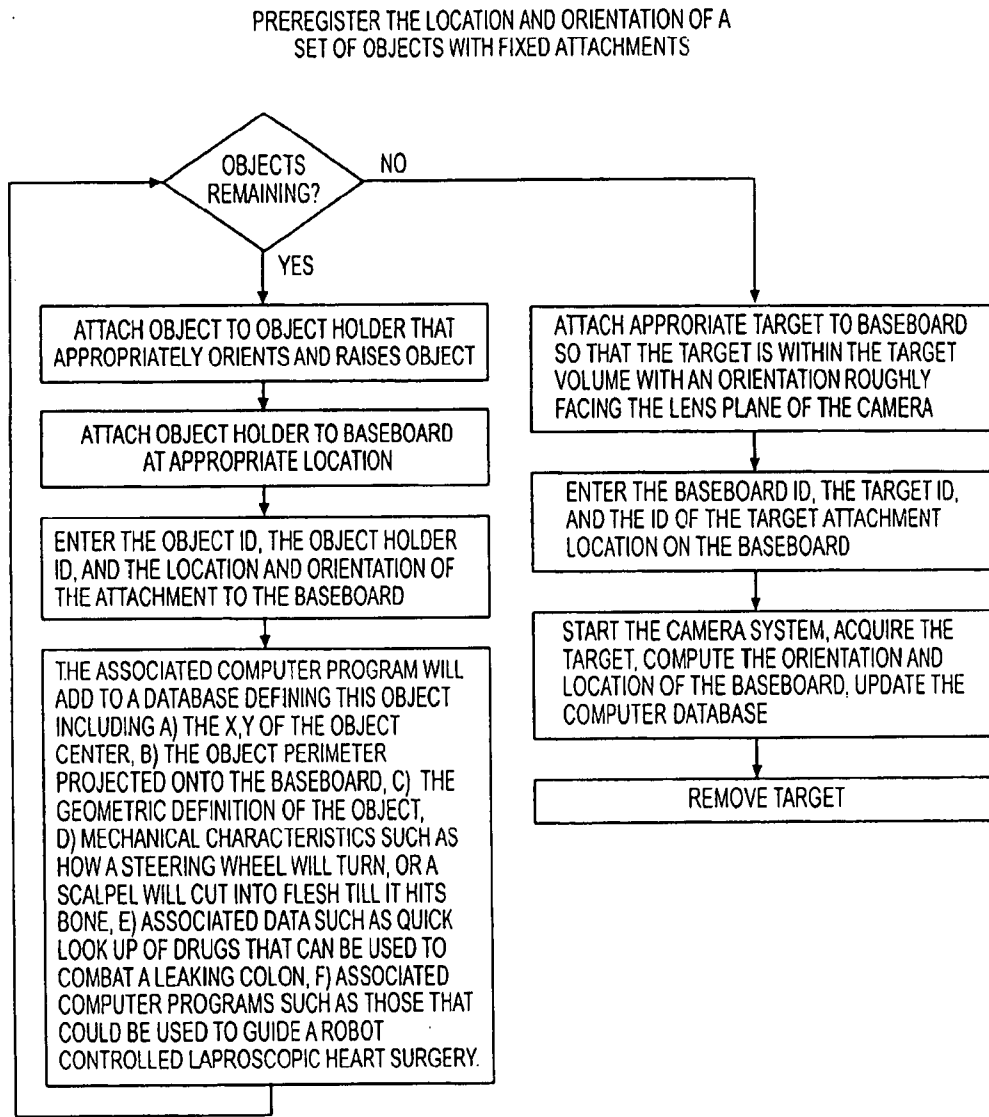 PREREGISTER THE LOCATION AND ORIENTATION OF A
SET OF OBJECTS WITH FIXED ATTACHMENTS
OBJECTS
REMAINING?
NO
YES
ATTACH OBJECT TO OBJECT HOLDER THAT
APPROPRIATELY ORIENTS AND RAISES OBJECT
ATTACH OBJECT HOLDER TO BASEBOARD
AT APPROPRIATE LOCATION
ENTER THE OBJECT ID, THE OBJECT HOLDER
ID, AND THE LOCATION AND ORIENTATION OF
THE ATTACHMENT TO THE BASEBOARD
THE ASSOCIATED COMPUTER PROGRAM WILL
ADD TO A DATABASE DEFINING THIS OBJECT
INCLUDING A) THE X,Y OF THE OBJECT
CENTER, B) THE OBJECT PERIMETER
PROJECTED ONTO THE BASEBOARD, C) THE
GEOMETRIC DEFINITION OF THE OBJECT,
D) MECHANICAL CHARACTERISTICS SUCH AS
HOW A STEERING WHEEL WILL TURN, OR A
SCALPEL WILL CUT INTO FLESH TILL IT HITS
BONE, E) ASSOCIATED DATA SUCH AS QUICK
LOOK UP OF DRUGS THAT CAN BE USED TO
COMBAT A LEAKING COLON, F) ASSOCIATED
COMPUTER PROGRAMS SUCH AS THOSE THAT
COULD BE USED TO GUIDE A ROBOT
CONTROLLED LAPROSCOPIC HEART SURGERY.
ATTACH APPRORIATE TARGET TO BASEBOARD
SO THAT THE TARGET IS WITHIN THE TARGET
VOLUME WITH AN ORIENTATION ROUGHLY
FACING THE LENS PLANE OF THE CAMERA
ENTER THE BASEBOARD ID, THE TARGET ID,
AND THE ID OF THE TARGET ATTACHMENT
LOCATION ON THE BASEBOARD
START THE CAMERA SYSTEM, ACQUIRE THE
TARGET, COMPUTE THE ORIENTATION AND
LOCATION OF THE BASEBOARD, UPDATE THE
COMPUTER DATABASE
REMOVE TARGET